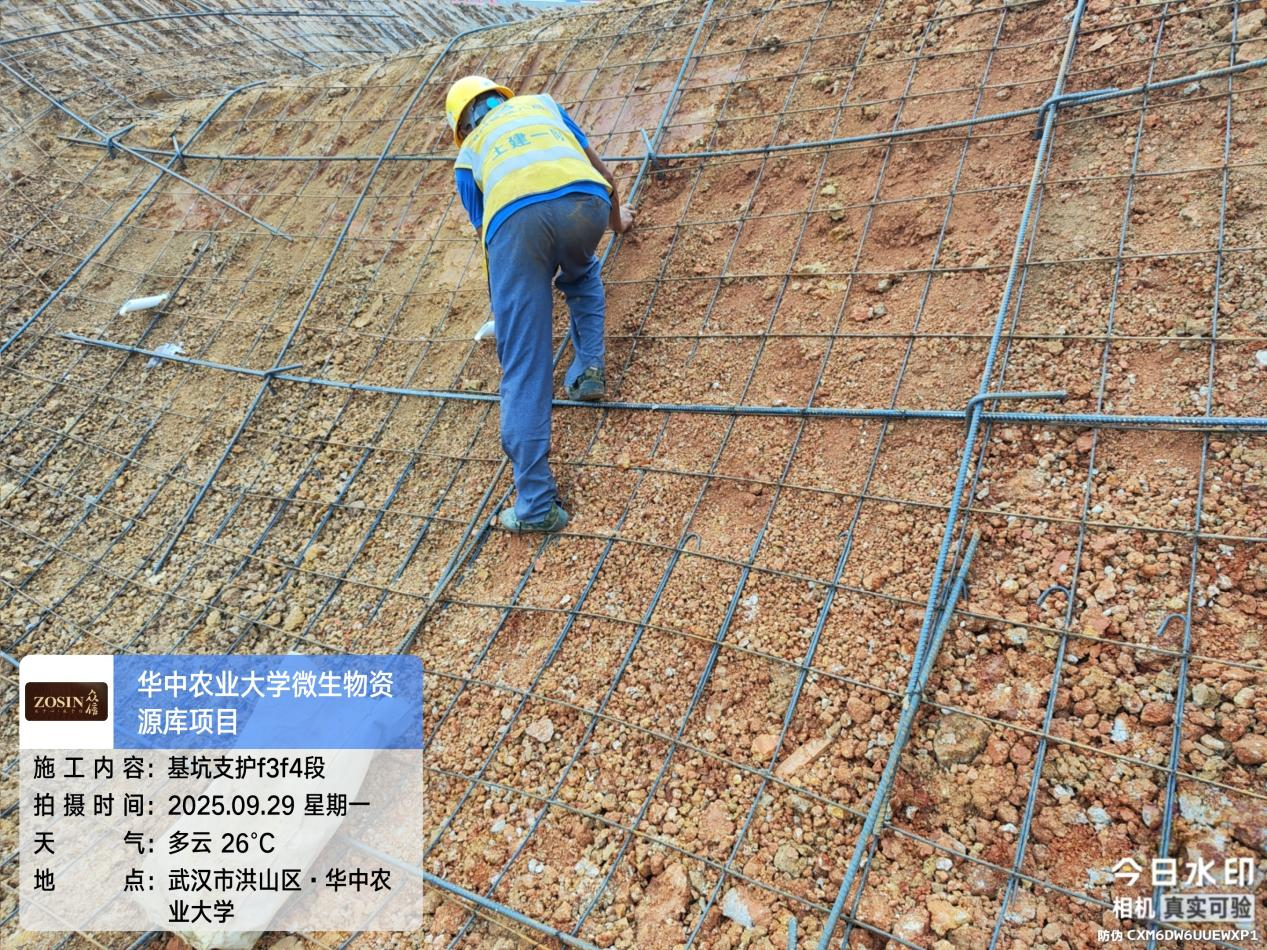 土建一
ZOSIN
众信
华中农业大学微生物资
源库项目
施工内容：基坑支护f3f4段
拍摄时间：2025.09.29 星期一
天气：多云 26°C
地点：武汉市洪山区·华中农
业大学
今日水印
相机 真实可验
防伪 CXM6DW6UUEWXP1